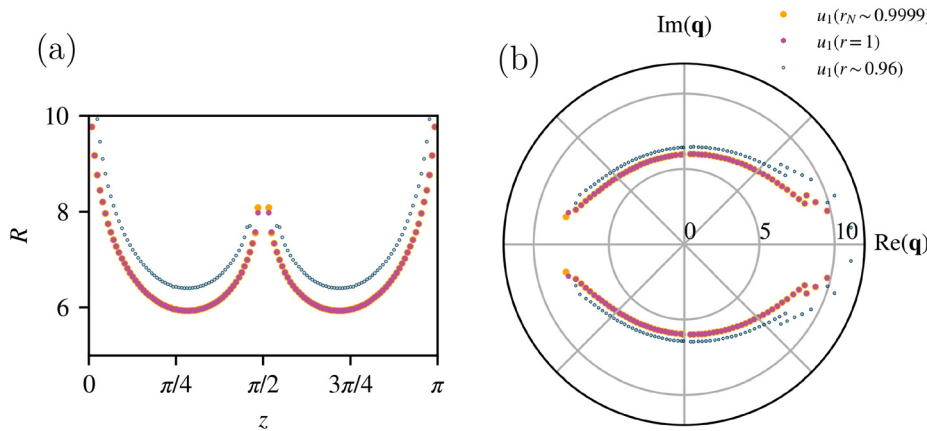 (a)
10
8
6
R
0
π/4
π/2
3π/4
π
z
Im(q)
u₁(r_N ~ 0.9999)
u₁(r = 1)
u₁(r ~ 0.96)
(b)
0
5
10
Re(q)